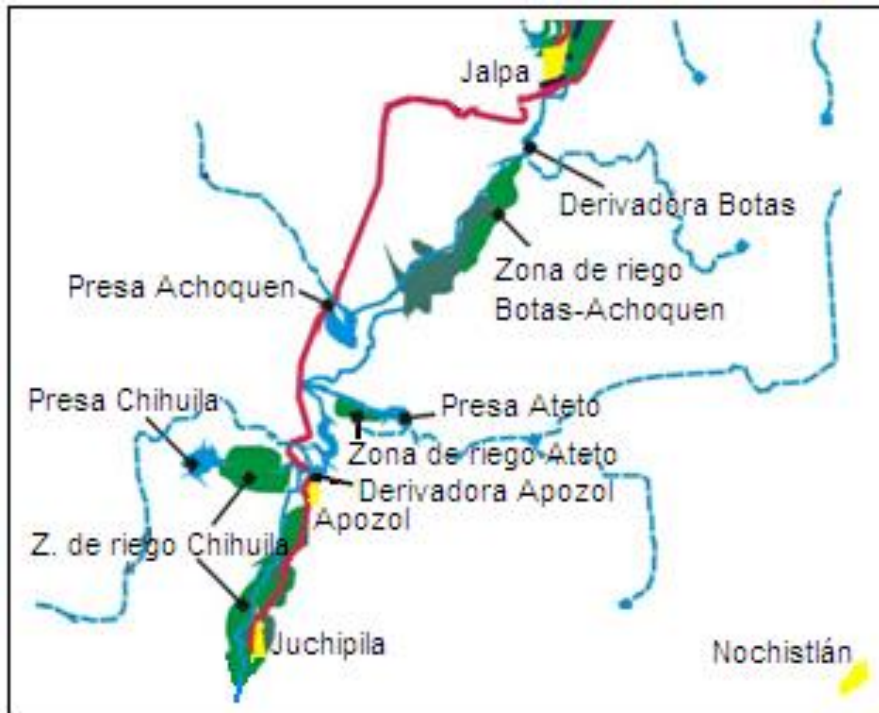 Jalpa
Derivadora Botas
Zona de riego
Botas-Achoquen
Presa Achoquen
Presa Chihuila
Presa Ateto
Zona de riego Ateto
Derivadora Apozol
Apozol
Z. de riego Chihuila
Juchipila
Nochistlán